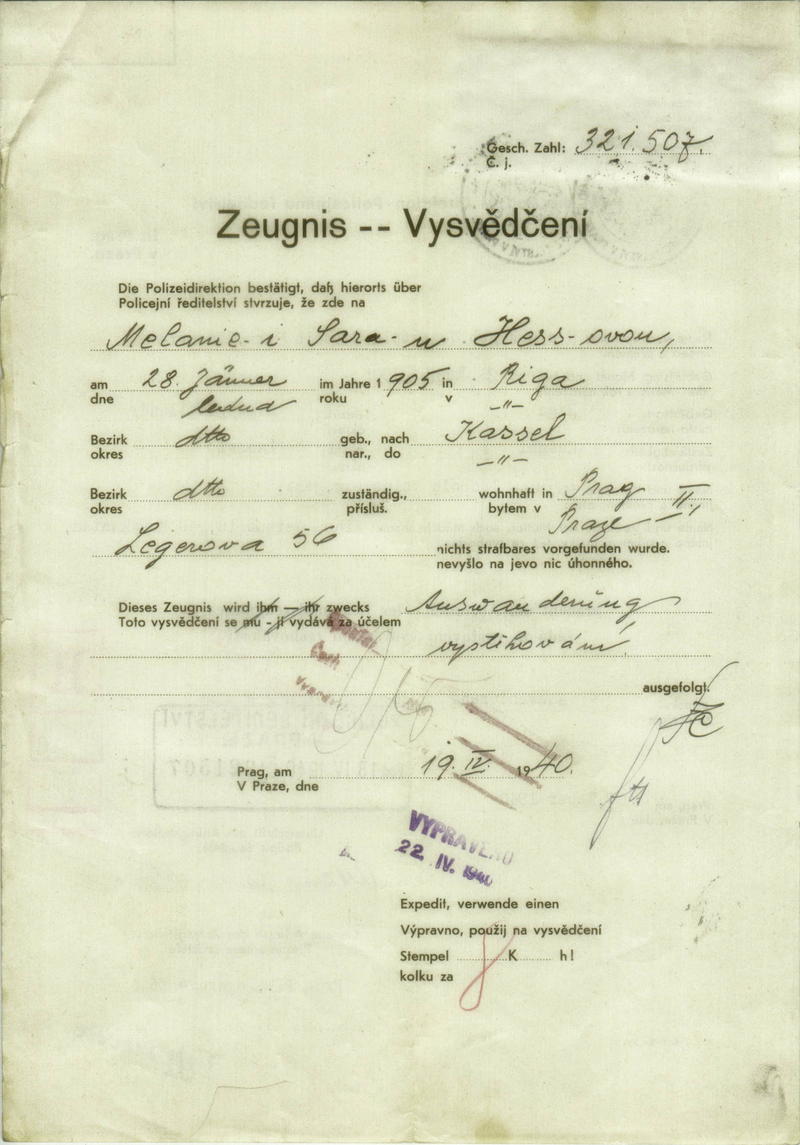 Gesch. Zahl: 321.507.
Č. j.
Zeugnis -- Vysvědčení
Die Polizeidirektion bestätigt, daß hierorts über
Policejní ředitelství stvrzuje, že zde na
Melanie-i Sara-u Hess-ovou,
am 28. Jänner im Jahre 1 905 in Riga
dne ledna roku v -"-
Bezirk dtto geb., nach Kassel
okres nar., do -"-
Bezirk dtto zuständig., wohnhaft in Prag II.,
okres přísluš. bytem v Praze
Legerova 56 nichts strafbares vorgefunden wurde.
nevyšlo na jevo nic úhonného.
Dieses Zeugnis wird ihm — ihr zwecks Auswanderung
Toto vysvědčení se mu - jí vydává za účelem
vystěhování
ausgefolgt.
Prag, am 19. IV. 1940.
V Praze, dne
VYPRAVENO
22. IV. 1940
Expedit, verwende einen
Výpravno, použij na vysvědčení
Stempel K h!
kolku za